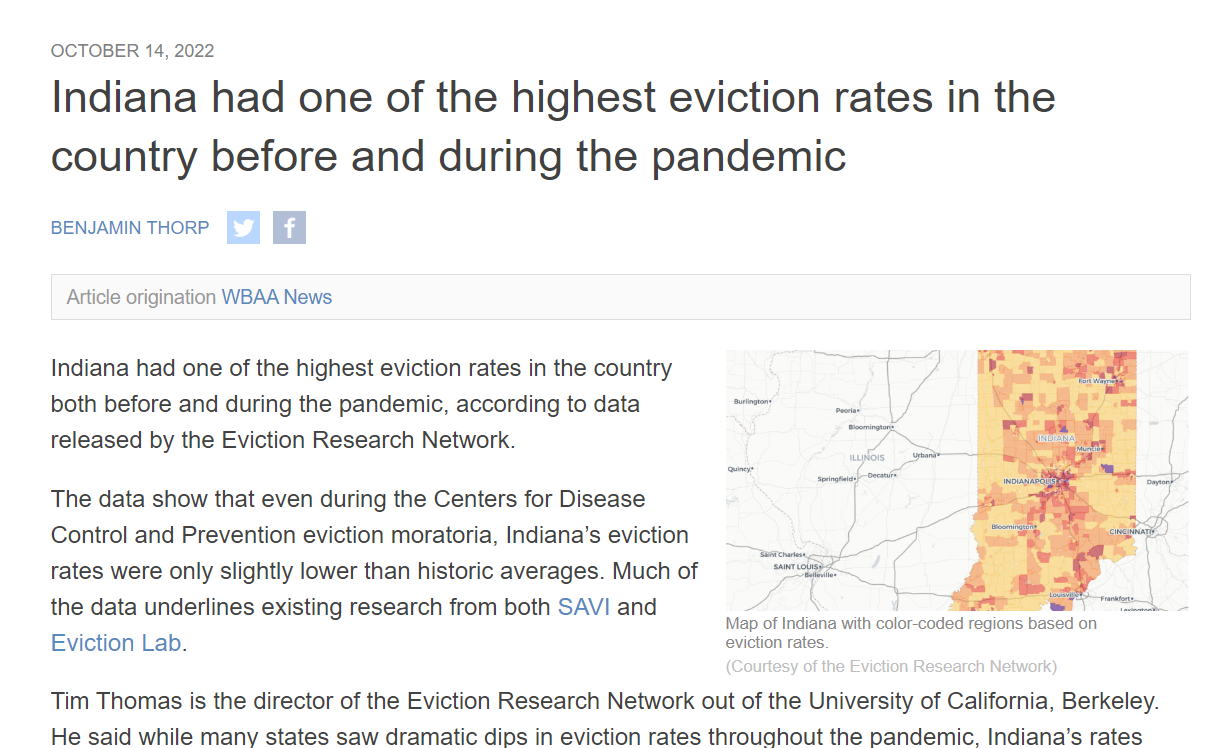 OCTOBER 14, 2022
Indiana had one of the highest eviction rates in the
country before and during the pandemic
BENJAMIN THORP
Article origination WBAA News
Indiana had one of the highest eviction rates in the country
both before and during the pandemic, according to data
released by the Eviction Research Network.
The data show that even during the Centers for Disease
Control and Prevention eviction moratoria, Indiana’s eviction
rates were only slightly lower than historic averages. Much of
the data underlines existing research from both SAVI and
Eviction Lab.
Fort Wayne
Burlington
Peoria
Bloomington
INDIANA
Muncie
ILLINOIS
Urbana
Quincy
Springfield
Decatur
INDIANAPOLIS
Dayton
Bloomington
CINCINNATI
Saint Charles
SAINT LOUIS
Belleville
Louisville
Frankfort
Lexington
Map of Indiana with color-coded regions based on
eviction rates.
(Courtesy of the Eviction Research Network)
Tim Thomas is the director of the Eviction Research Network out of the University of California, Berkeley.
He said while many states saw dramatic dips in eviction rates throughout the pandemic, Indiana’s rates